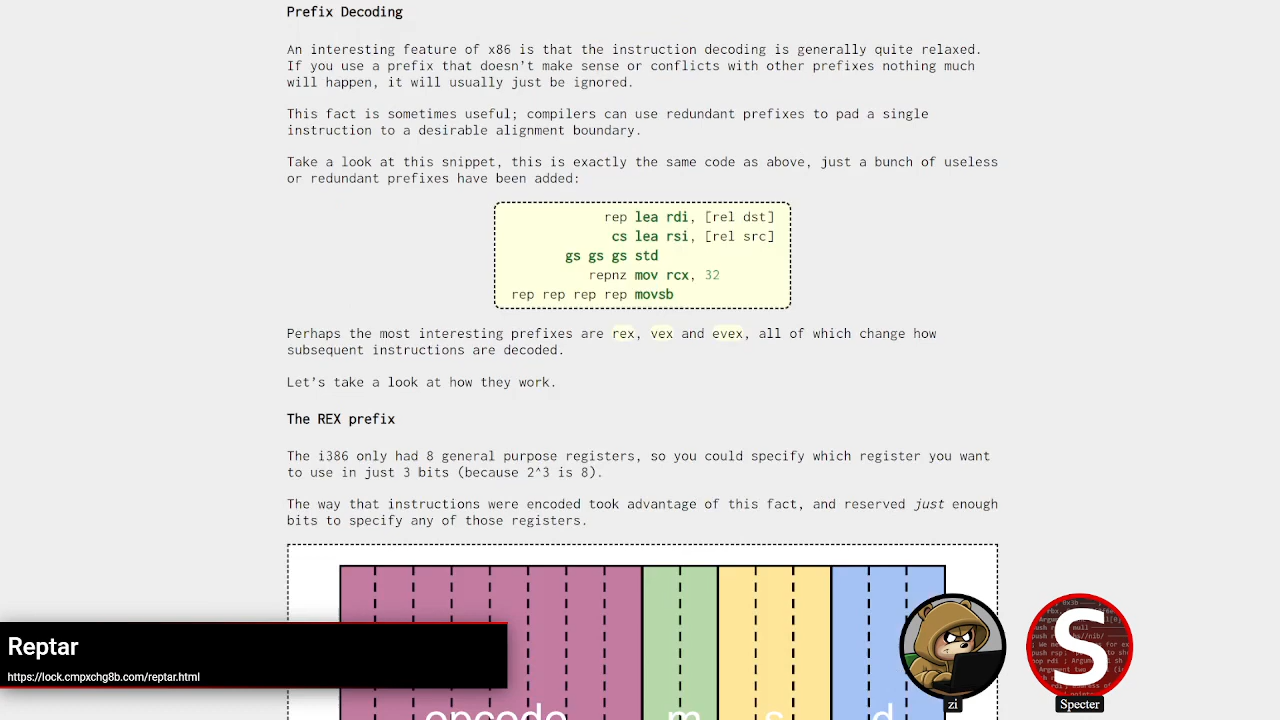 Prefix Decoding
An interesting feature of x86 is that the instruction decoding is generally quite relaxed.
If you use a prefix that doesn’t make sense or conflicts with other prefixes nothing much
will happen, it will usually just be ignored.
This fact is sometimes useful; compilers can use redundant prefixes to pad a single
instruction to a desirable alignment boundary.
Take a look at this snippet, this is exactly the same code as above, just a bunch of useless
or redundant prefixes have been added:
rep lea rdi, [rel dst]
cs lea rsi, [rel src]
gs gs gs std
repnz mov rcx, 32
rep rep rep rep movsb
Perhaps the most interesting prefixes are rex, vex and evex, all of which change how
subsequent instructions are decoded.
Let’s take a look at how they work.
The REX prefix
The i386 only had 8 general purpose registers, so you could specify which register you want
to use in just 3 bits (because 2^3 is 8).
The way that instructions were encoded took advantage of this fact, and reserved just enough
bits to specify any of those registers.
opcode m s d
Reptar
https://lock.cmpxchg8b.com/reptar.html
zi
S
Specter